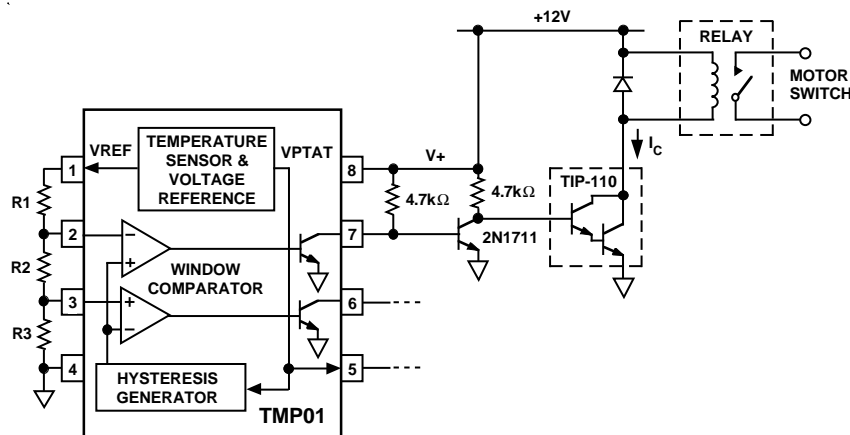 +12V
RELAY
MOTOR
SWITCH
I_C
TEMPERATURE
SENSOR &
VOLTAGE
REFERENCE
VREF
VPTAT
1
8
V+
R1
4.7kΩ
4.7kΩ
TIP-110
2
7
2N1711
R2
WINDOW
COMPARATOR
3
6
R3
4
5
HYSTERESIS
GENERATOR
TMP01
−
+
+
−